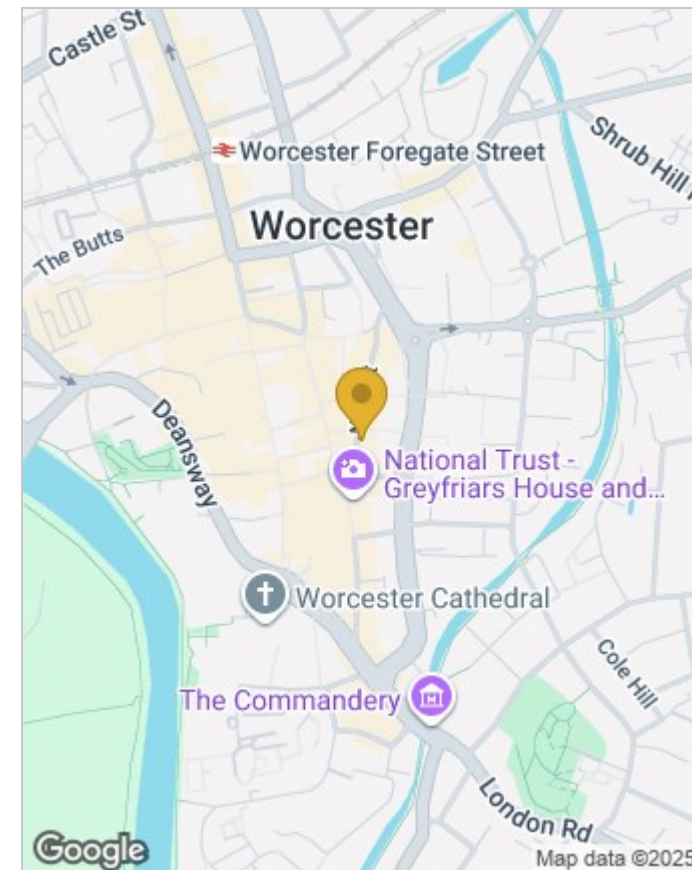 Castle St
Worcester Foregate Street
Shrub Hill
Worcester
The Butts
Deansway
National Trust -
Greyfriars House and...
Worcester Cathedral
Cole Hill
The Commandery
London Rd
Google
Map data ©2025